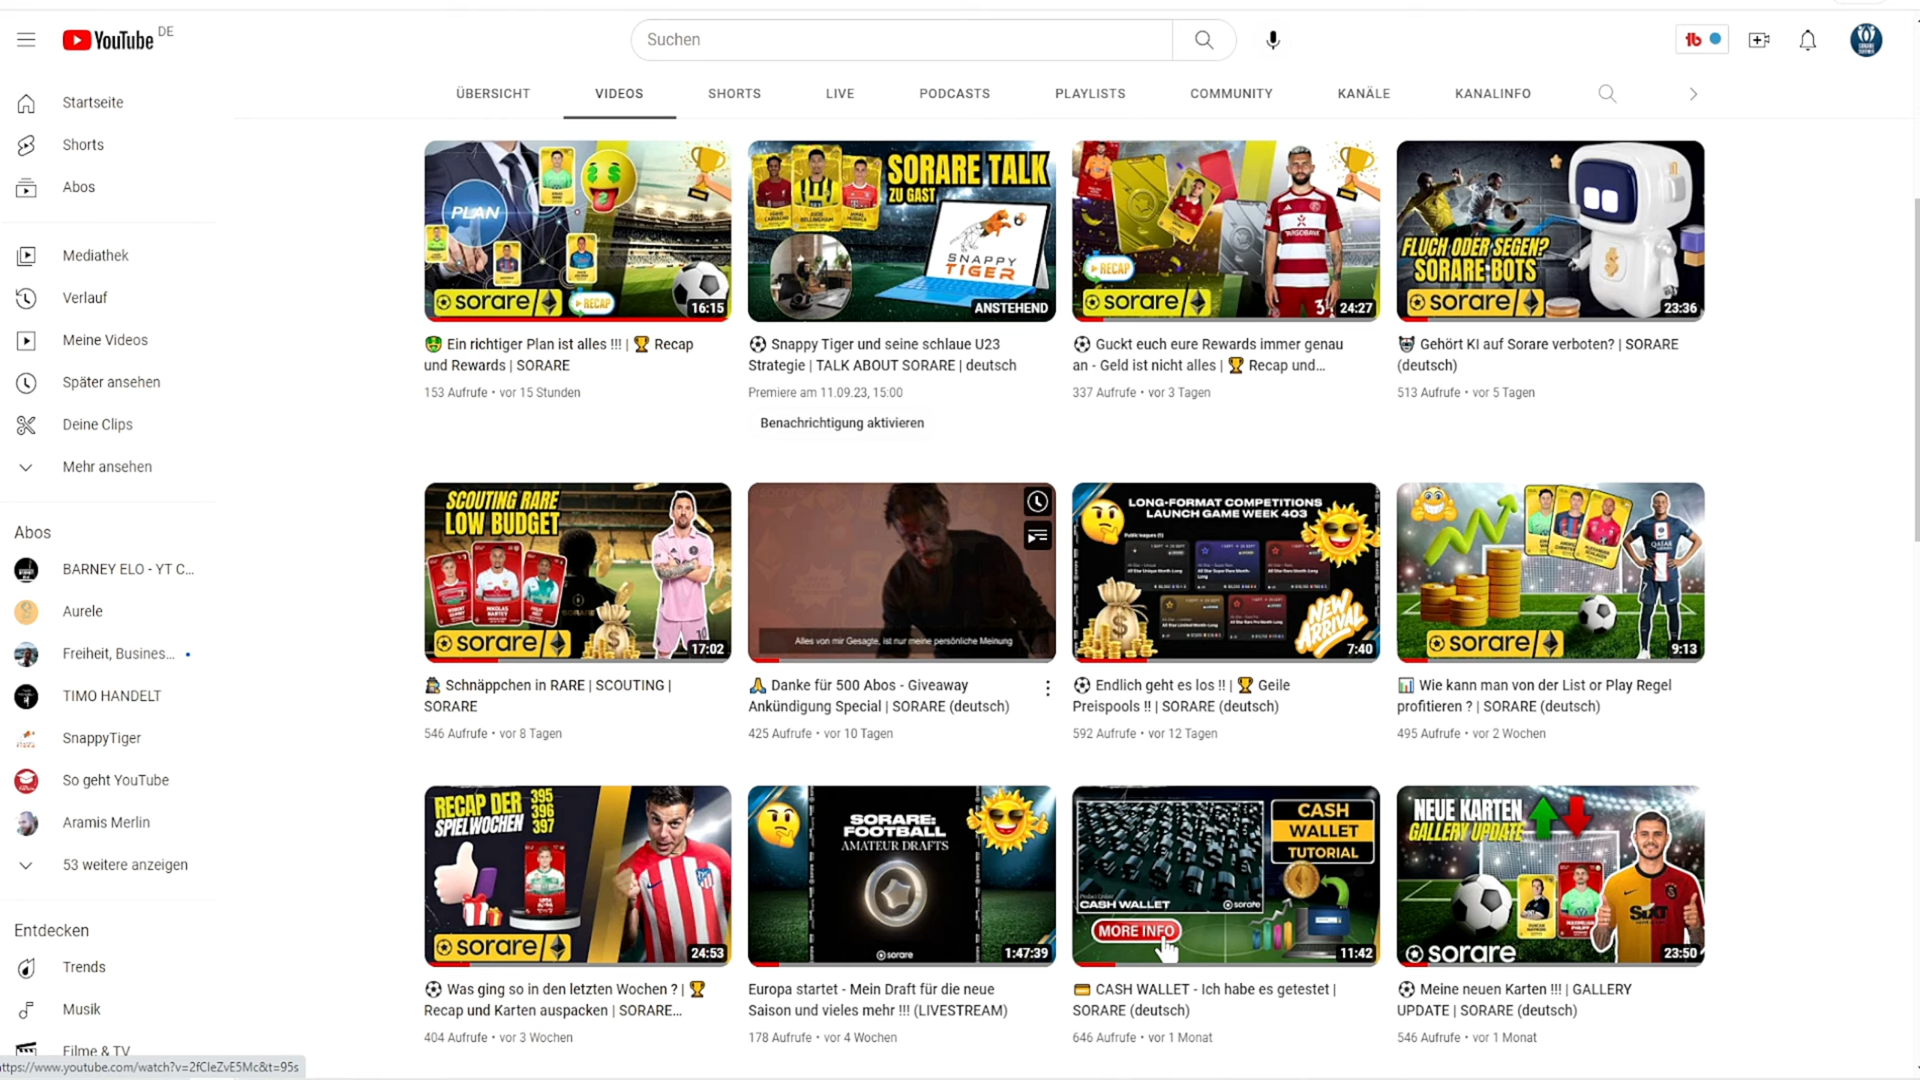 YouTube DE
Suchen
ÜBERSICHT VIDEOS SHORTS LIVE PODCASTS PLAYLISTS COMMUNITY KANÄLE KANALINFO
Startseite
Shorts
Abos
Mediathek
Verlauf
Meine Videos
Später ansehen
Deine Clips
Mehr ansehen
Abos
BARNEY ELO - YT C...
Aurele
Freiheit, Busines...
TIMO HANDELT
SnappyTiger
So geht YouTube
Aramis Merlin
53 weitere anzeigen
Entdecken
Trends
Musik
Filme & TV
PLAN
sorare
RECAP
16:15
Ein richtiger Plan ist alles !!! | 🏆 Recap
und Rewards | SORARE
153 Aufrufe • vor 15 Stunden
SORARE TALK
ZU GAST
SNAPPY
TIGER
ANSTEHEND
Snappy Tiger und seine schlaue U23
Strategie | TALK ABOUT SORARE | deutsch
Premiere am 11.09.23, 15:00
Benachrichtigung aktivieren
RECAP
sorare
24:27
Guckt euch eure Rewards immer genau
an - Geld ist nicht alles | 🏆 Recap und...
337 Aufrufe • vor 3 Tagen
FLUCH ODER SEGEN?
SORARE BOTS
sorare
23:36
Gehört KI auf Sorare verboten? | SORARE
(deutsch)
513 Aufrufe • vor 5 Tagen
SCOUTING RARE
LOW BUDGET
sorare
17:02
Schnäppchen in RARE | SCOUTING |
SORARE
546 Aufrufe • vor 8 Tagen
Alles von mir Gesagte, ist nur meine persönliche Meinung
Danke für 500 Abos - Giveaway
Ankündigung Special | SORARE (deutsch)
425 Aufrufe • vor 10 Tagen
LONG-FORMAT COMPETITIONS
LAUNCH GAME WEEK 403
NEW
ARRIVAL
7:40
Endlich geht es los !! | 🏆 Geile
Preispools !! | SORARE (deutsch)
592 Aufrufe • vor 12 Tagen
sorare
9:13
Wie kann man von der List or Play Regel
profitieren ? | SORARE (deutsch)
495 Aufrufe • vor 2 Wochen
RECAP DER 395
SPIELWOCHEN 396
397
sorare
24:53
Was ging so in den letzten Wochen ? | 🏆
Recap und Karten auspacken | SORARE...
404 Aufrufe • vor 3 Wochen
SORARE:
FOOTBALL
AMATEUR DRAFTS
sorare
1:47:39
Europa startet - Mein Draft für die neue
Saison und vieles mehr !!! (LIVESTREAM)
178 Aufrufe • vor 4 Wochen
CASH
WALLET
TUTORIAL
CASH WALLET
sorare
MORE INFO
11:42
CASH WALLET - Ich habe es getestet |
SORARE (deutsch)
646 Aufrufe • vor 1 Monat
NEUE KARTEN
GALLERY UPDATE
SIXT
sorare
23:50
Meine neuen Karten !!! | GALLERY
UPDATE | SORARE (deutsch)
546 Aufrufe • vor 1 Monat
ttps://www.youtube.com/watch?v=2fCIeZvE5Mc&t=95s